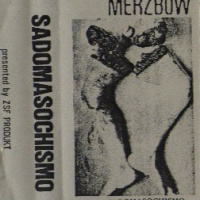 MERZBOW
SADOMASOCHISMO
presented by ZSF PRODUKT
SADOMASOCHISMO